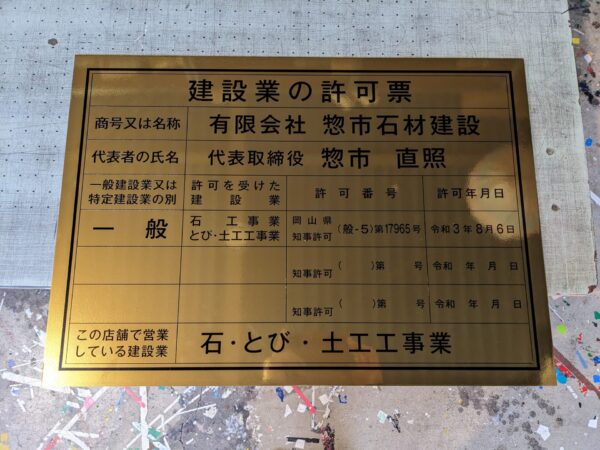 建設業の許可票
商号又は名称 有限会社 惣市石材建設
代表者の氏名 代表取締役 惣市 直照
一般建設業又は
特定建設業の別
許可を受けた
建設業
許可番号
許可年月日
一般
石工事業
とび・土工工事業
岡山県
知事許可
(般-5)第17965号
令和3年8月6日
知事許可 ( )第 号 令和 年 月 日
知事許可 ( )第 号 令和 年 月 日
この店舗で営業
している建設業
石・とび・土工工事業